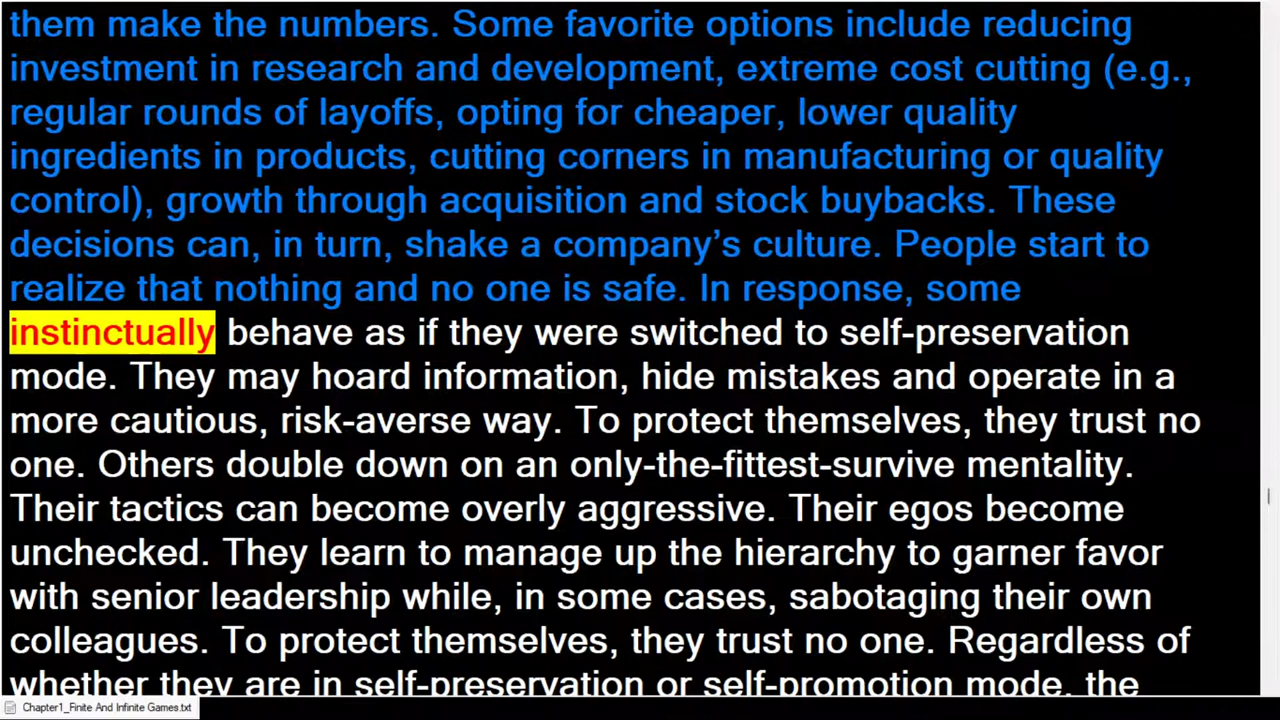 them make the numbers. Some favorite options include reducing
investment in research and development, extreme cost cutting (e.g.,
regular rounds of layoffs, opting for cheaper, lower quality
ingredients in products, cutting corners in manufacturing or quality
control), growth through acquisition and stock buybacks. These
decisions can, in turn, shake a company’s culture. People start to
realize that nothing and no one is safe. In response, some
instinctually behave as if they were switched to self-preservation
mode. They may hoard information, hide mistakes and operate in a
more cautious, risk-averse way. To protect themselves, they trust no
one. Others double down on an only-the-fittest-survive mentality.
Their tactics can become overly aggressive. Their egos become
unchecked. They learn to manage up the hierarchy to garner favor
with senior leadership while, in some cases, sabotaging their own
colleagues. To protect themselves, they trust no one. Regardless of
whether they are in self-preservation or self-promotion mode, the
Chapter1_Finite And Infinite Games.txt